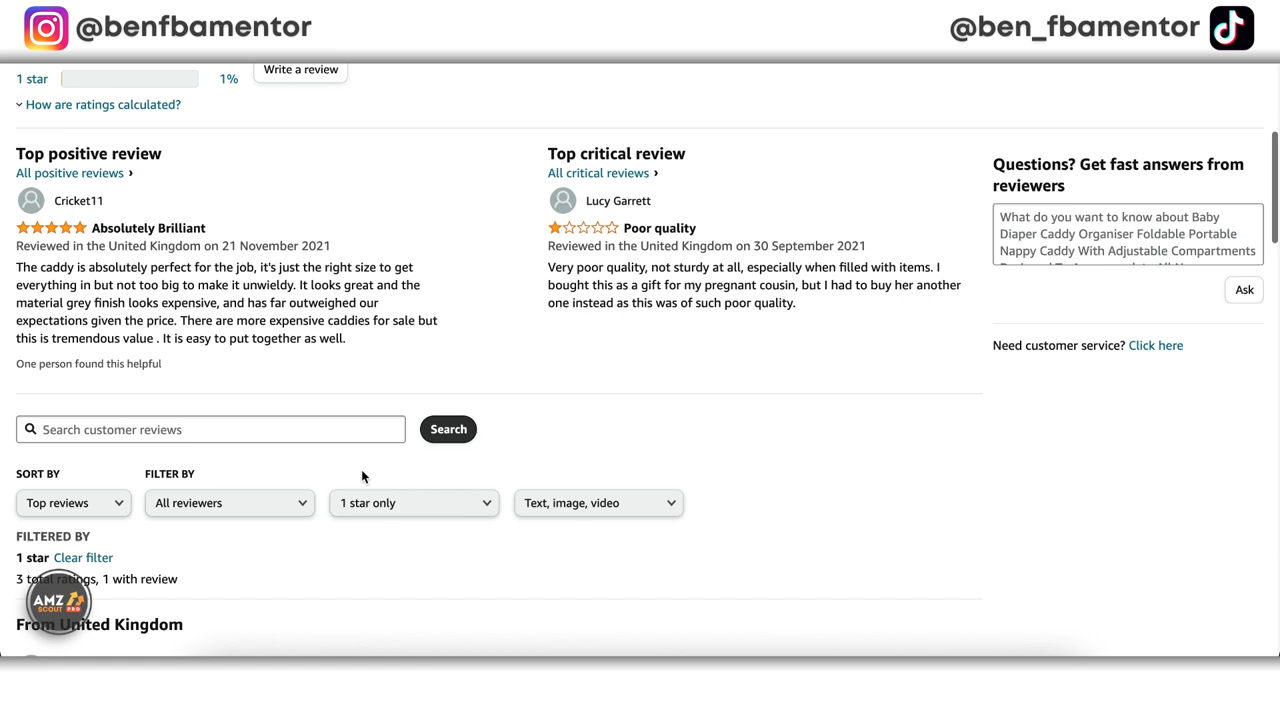 @benfbamentor
@ben_fbamentor
1 star
1%
Write a review
How are ratings calculated?
Top positive review
All positive reviews ›
Cricket11
Absolutely Brilliant
Reviewed in the United Kingdom on 21 November 2021
The caddy is absolutely perfect for the job, it's just the right size to get
everything in but not too big to make it unwieldy. It looks great and the
material grey finish looks expensive, and has far outweighed our
expectations given the price. There are more expensive caddies for sale but
this is tremendous value . It is easy to put together as well.
One person found this helpful
Top critical review
All critical reviews ›
Lucy Garrett
Poor quality
Reviewed in the United Kingdom on 30 September 2021
Very poor quality, not sturdy at all, especially when filled with items. I
bought this as a gift for my pregnant cousin, but I had to buy her another
one instead as this was of such poor quality.
Questions? Get fast answers from
reviewers
What do you want to know about Baby
Diaper Caddy Organiser Foldable Portable
Nappy Caddy With Adjustable Compartments
Ask
Need customer service? Click here
Search customer reviews
Search
SORT BY
FILTER BY
Top reviews
All reviewers
1 star only
Text, image, video
FILTERED BY
1 star Clear filter
3 total ratings, 1 with review
AMZ
SCOUT PRO
From United Kingdom